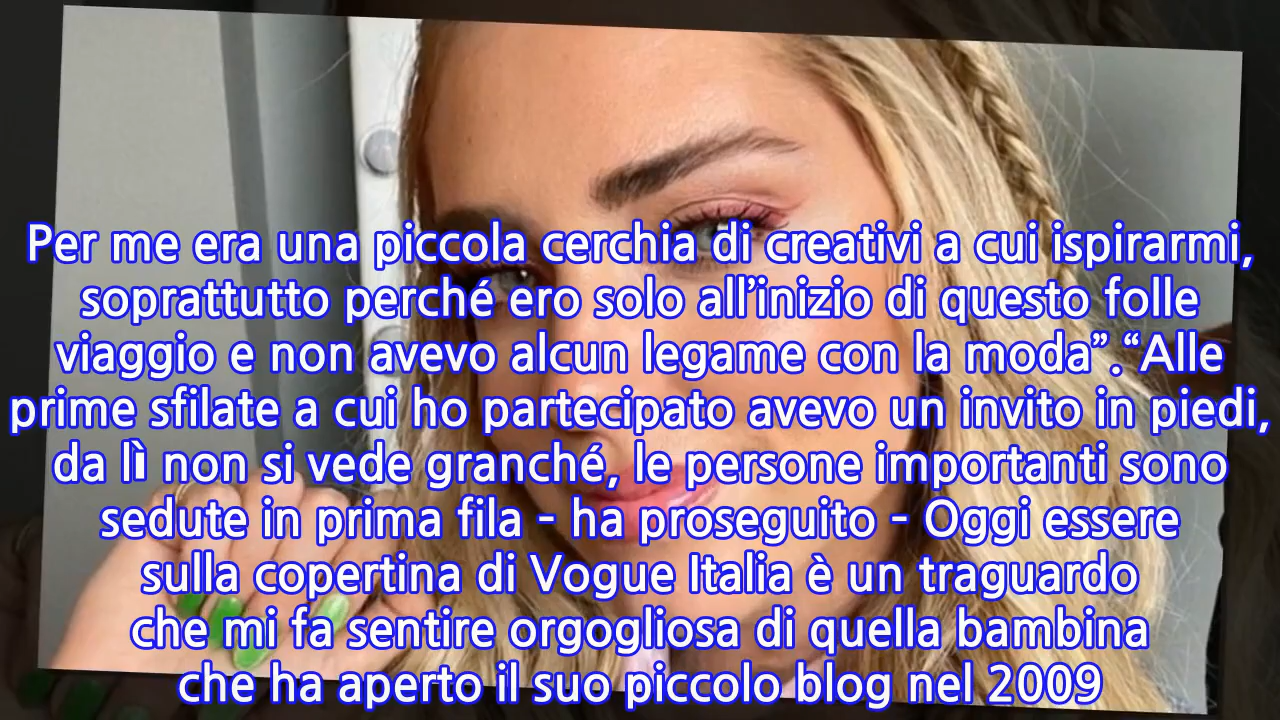 Per me era una piccola cerchia di creativi a cui ispirarmi,
soprattutto perché ero solo all’inizio di questo folle
viaggio e non avevo alcun legame con la moda”. “Alle
prime sfilate a cui ho partecipato avevo un invito in piedi,
da lì non si vede granché, le persone importanti sono
sedute in prima fila - ha proseguito - Oggi essere
sulla copertina di Vogue Italia è un traguardo
che mi fa sentire orgogliosa di quella bambina
che ha aperto il suo piccolo blog nel 2009